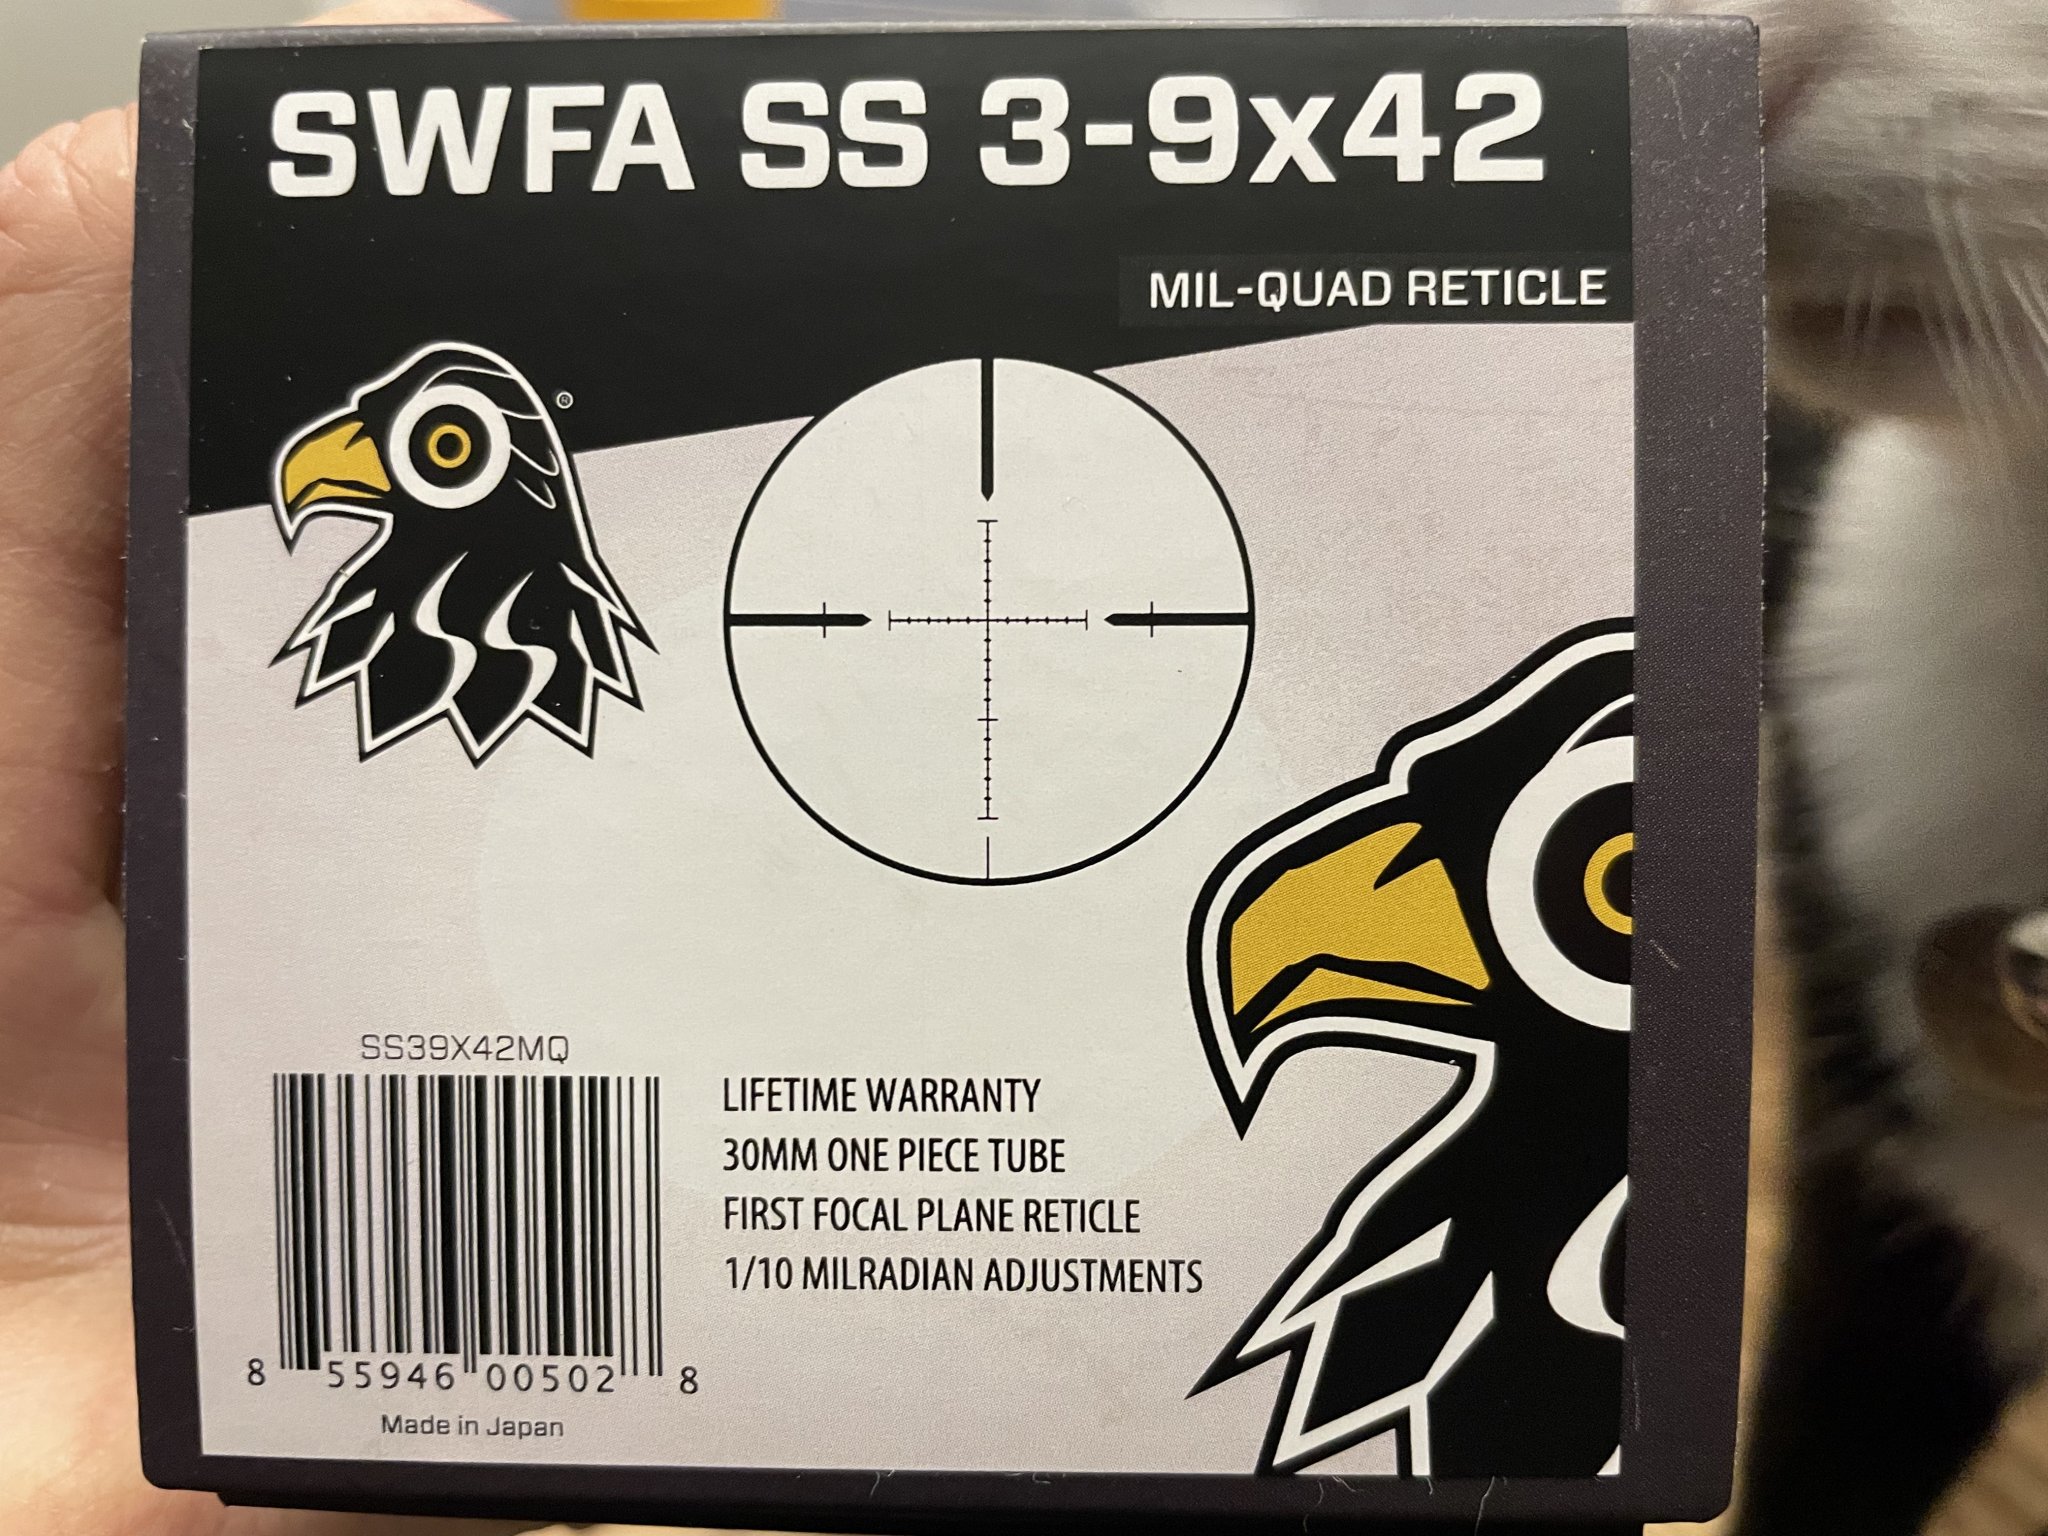 SWFA SS 3-9x42
MIL-QUAD RETICLE
®
SS39X42MQ
8 55946 00502 8
Made in Japan
LIFETIME WARRANTY
30MM ONE PIECE TUBE
FIRST FOCAL PLANE RETICLE
1/10 MILRADIAN ADJUSTMENTS